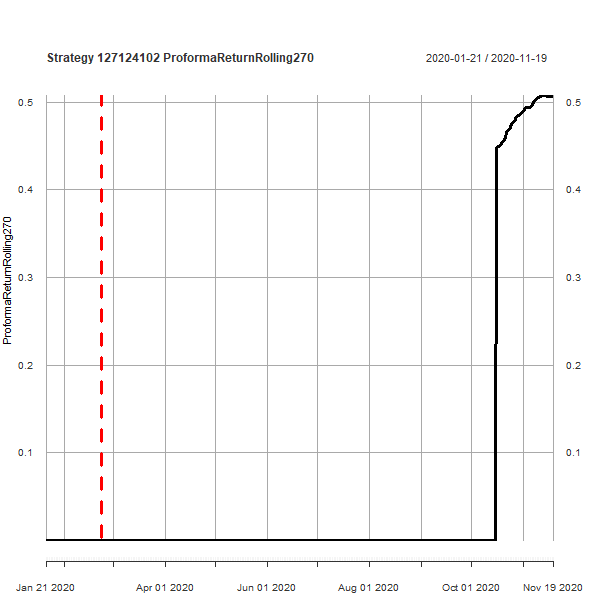 Strategy 127124102 ProformaReturnRolling270
2020-01-21 / 2020-11-19
ProformaReturnRolling270
0.5
0.4
0.3
0.2
0.1
0.5
0.4
0.3
0.2
0.1
Jan 21 2020
Apr 01 2020
Jun 01 2020
Aug 01 2020
Oct 01 2020
Nov 19 2020